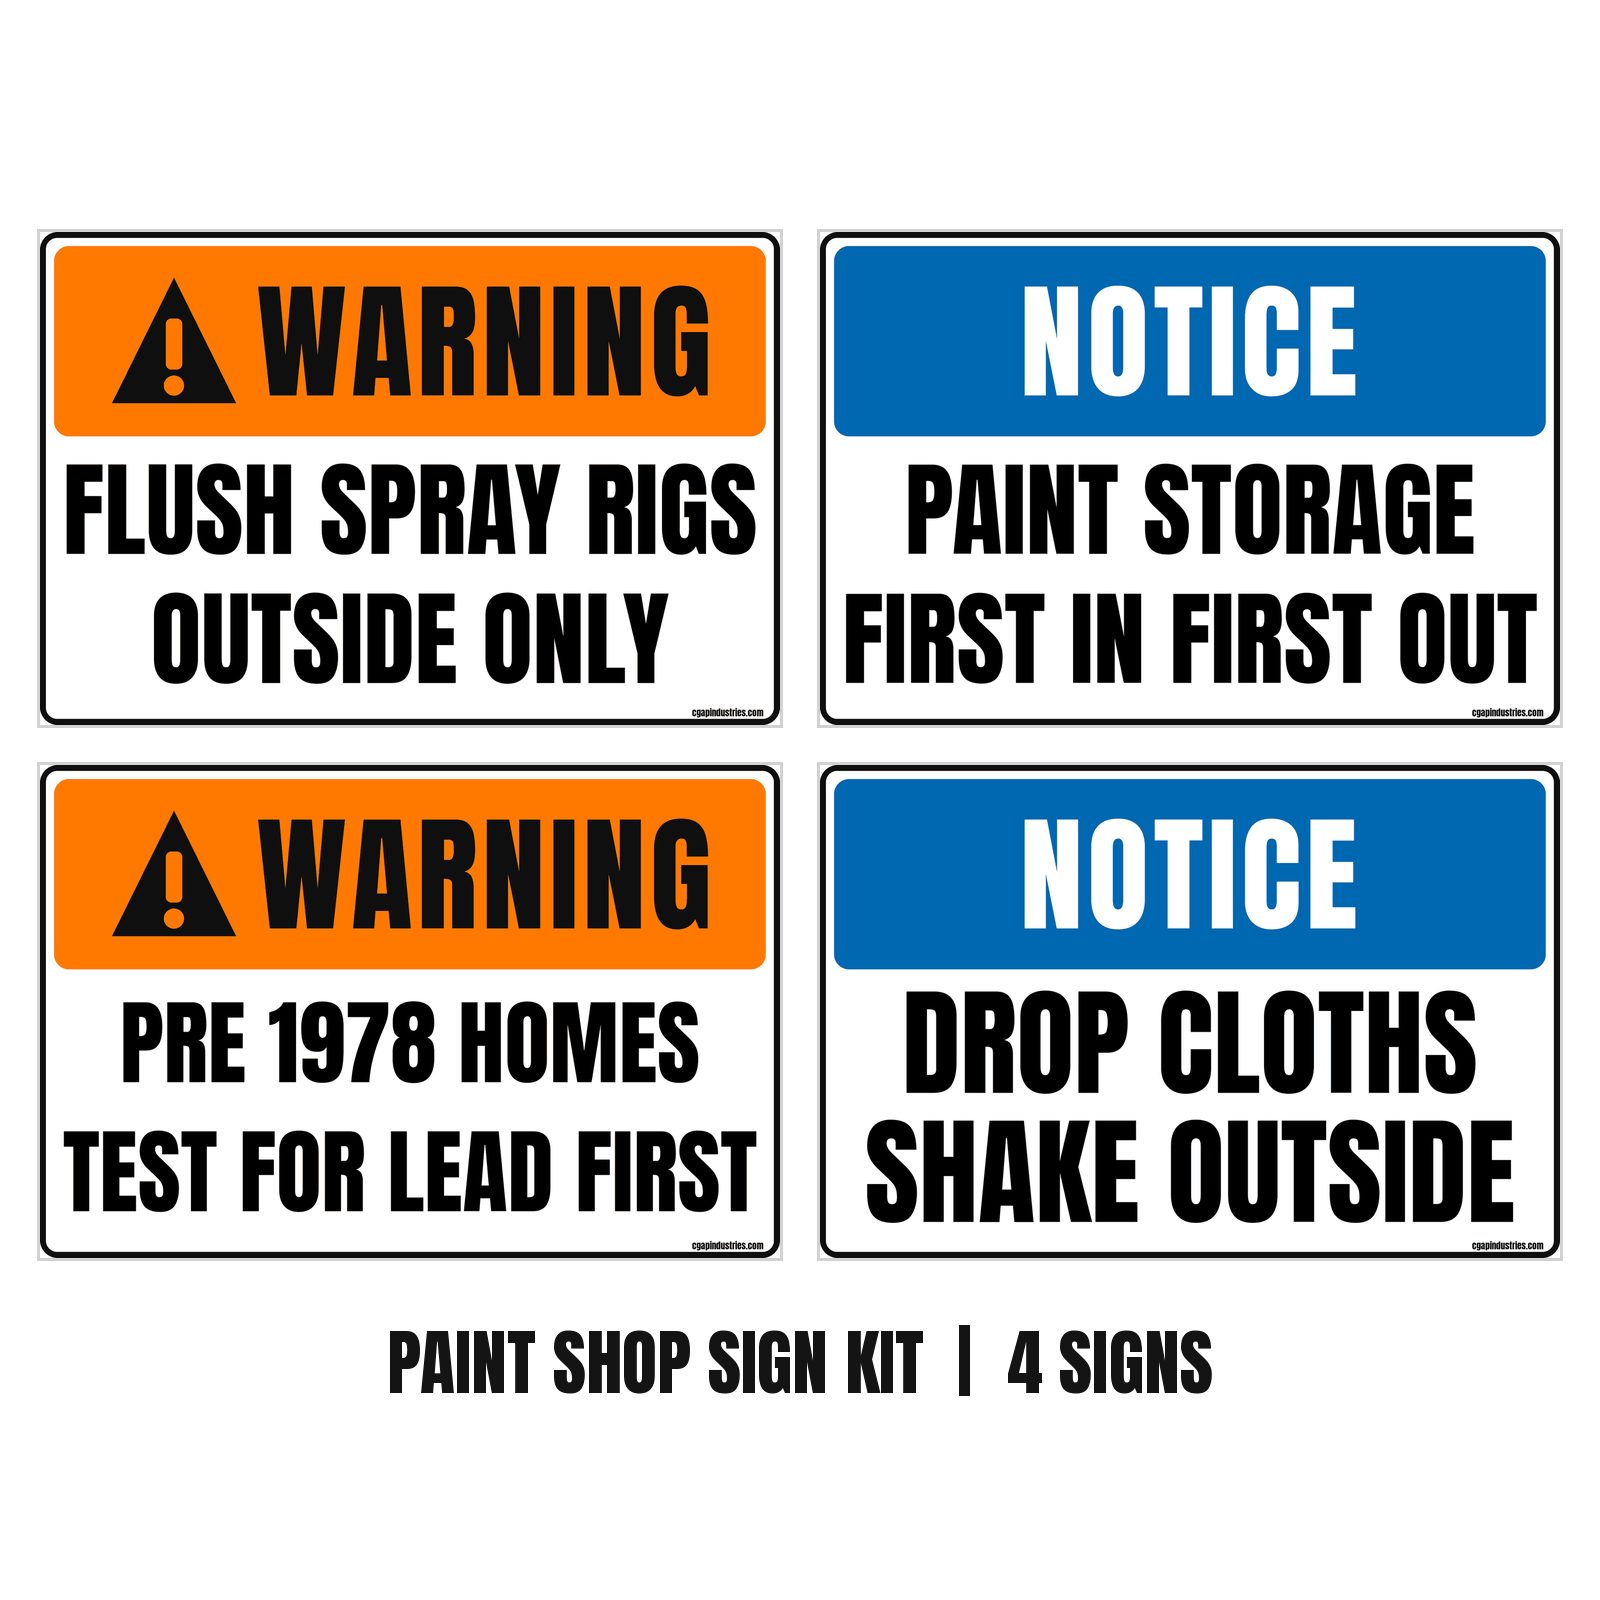 WARNING
FLUSH SPRAY RIGS
OUTSIDE ONLY
cgapindustries.com
NOTICE
PAINT STORAGE
FIRST IN FIRST OUT
cgapindustries.com
WARNING
PRE 1978 HOMES
TEST FOR LEAD FIRST
cgapindustries.com
NOTICE
DROP CLOTHS
SHAKE OUTSIDE
cgapindustries.com
PAINT SHOP SIGN KIT | 4 SIGNS